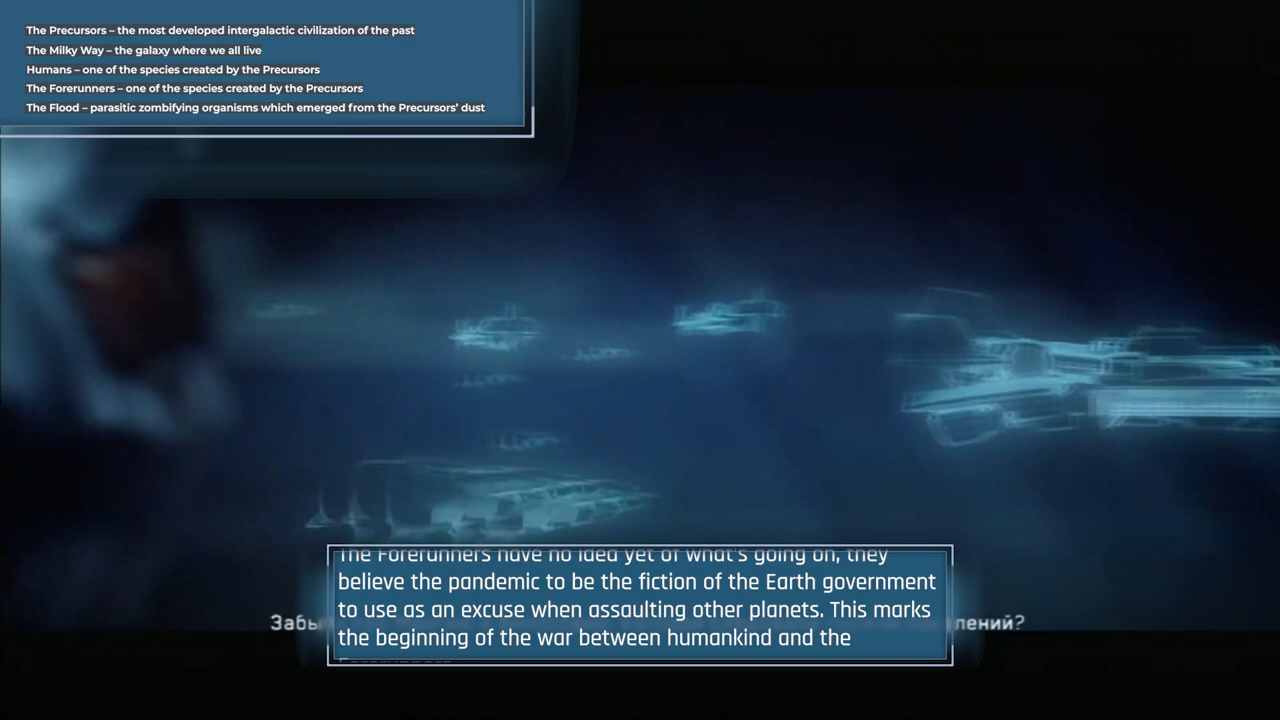 The Precursors – the most developed intergalactic civilization of the past
The Milky Way – the galaxy where we all live
Humans – one of the species created by the Precursors
The Forerunners – one of the species created by the Precursors
The Flood – parasitic zombifying organisms which emerged from the Precursors’ dust
The Forerunners have no idea yet of what's going on, they
believe the pandemic to be the fiction of the Earth government
to use as an excuse when assaulting other planets. This marks
the beginning of the war between humankind and the